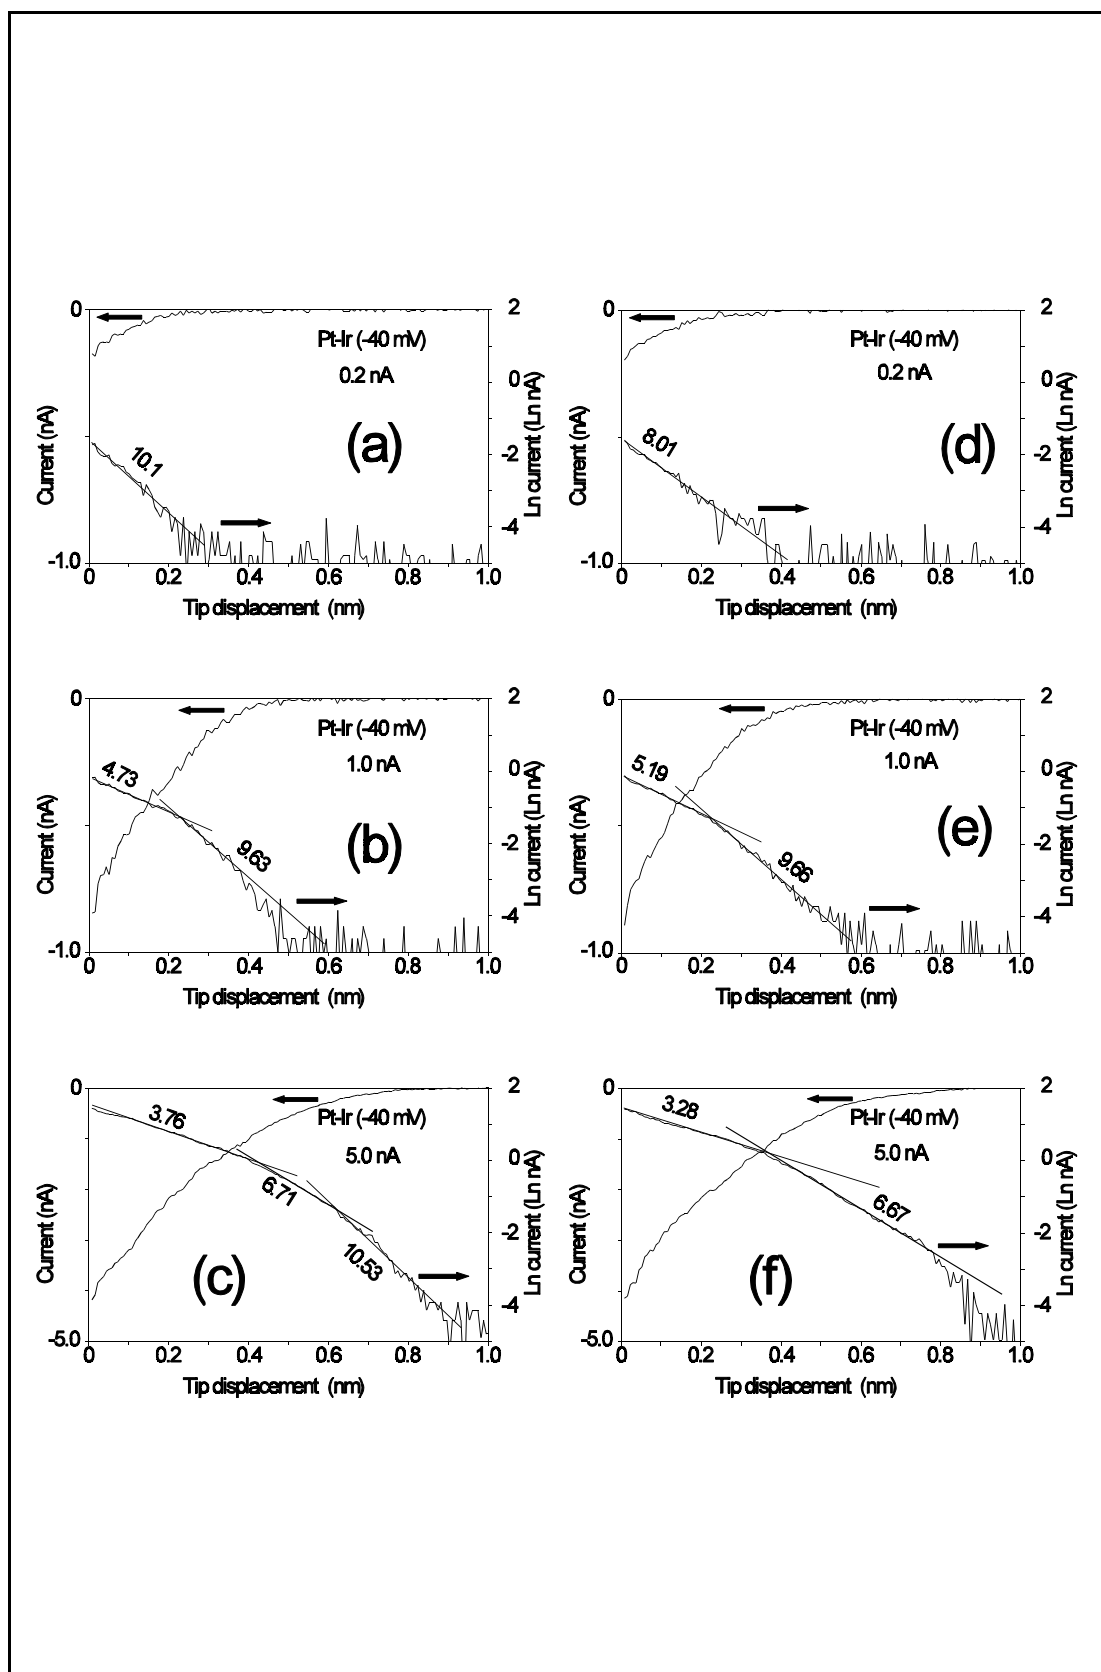 0
2
Pt-Ir (-40 mV)
0.2 nA
0
Current (nA)
(a)
10.1
-2
Ln current (Ln nA)
-4
-1.0
0 0.2 0.4 0.6 0.8 1.0
Tip displacement (nm)
0
2
Pt-Ir (-40 mV)
0.2 nA
0
Current (nA)
(d)
8.01
-2
Ln current (Ln nA)
-4
-1.0
0 0.2 0.4 0.6 0.8 1.0
Tip displacement (nm)
0
2
Pt-Ir (-40 mV)
1.0 nA
0
4.73
Current (nA)
(b)
9.63
-2
Ln current (Ln nA)
-4
-1.0
0 0.2 0.4 0.6 0.8 1.0
Tip displacement (nm)
0
2
Pt-Ir (-40 mV)
1.0 nA
0
5.19
Current (nA)
(e)
9.66
-2
Ln current (Ln nA)
-4
-1.0
0 0.2 0.4 0.6 0.8 1.0
Tip displacement (nm)
0
2
3.76
Pt-Ir (-40 mV)
5.0 nA
0
6.71
Current (nA)
(c)
10.53
-2
Ln current (Ln nA)
-4
-5.0
0 0.2 0.4 0.6 0.8 1.0
Tip displacement (nm)
0
2
3.28
Pt-Ir (-40 mV)
5.0 nA
0
6.67
Current (nA)
(f)
-2
Ln current (Ln nA)
-4
-5.0
0 0.2 0.4 0.6 0.8 1.0
Tip displacement (nm)